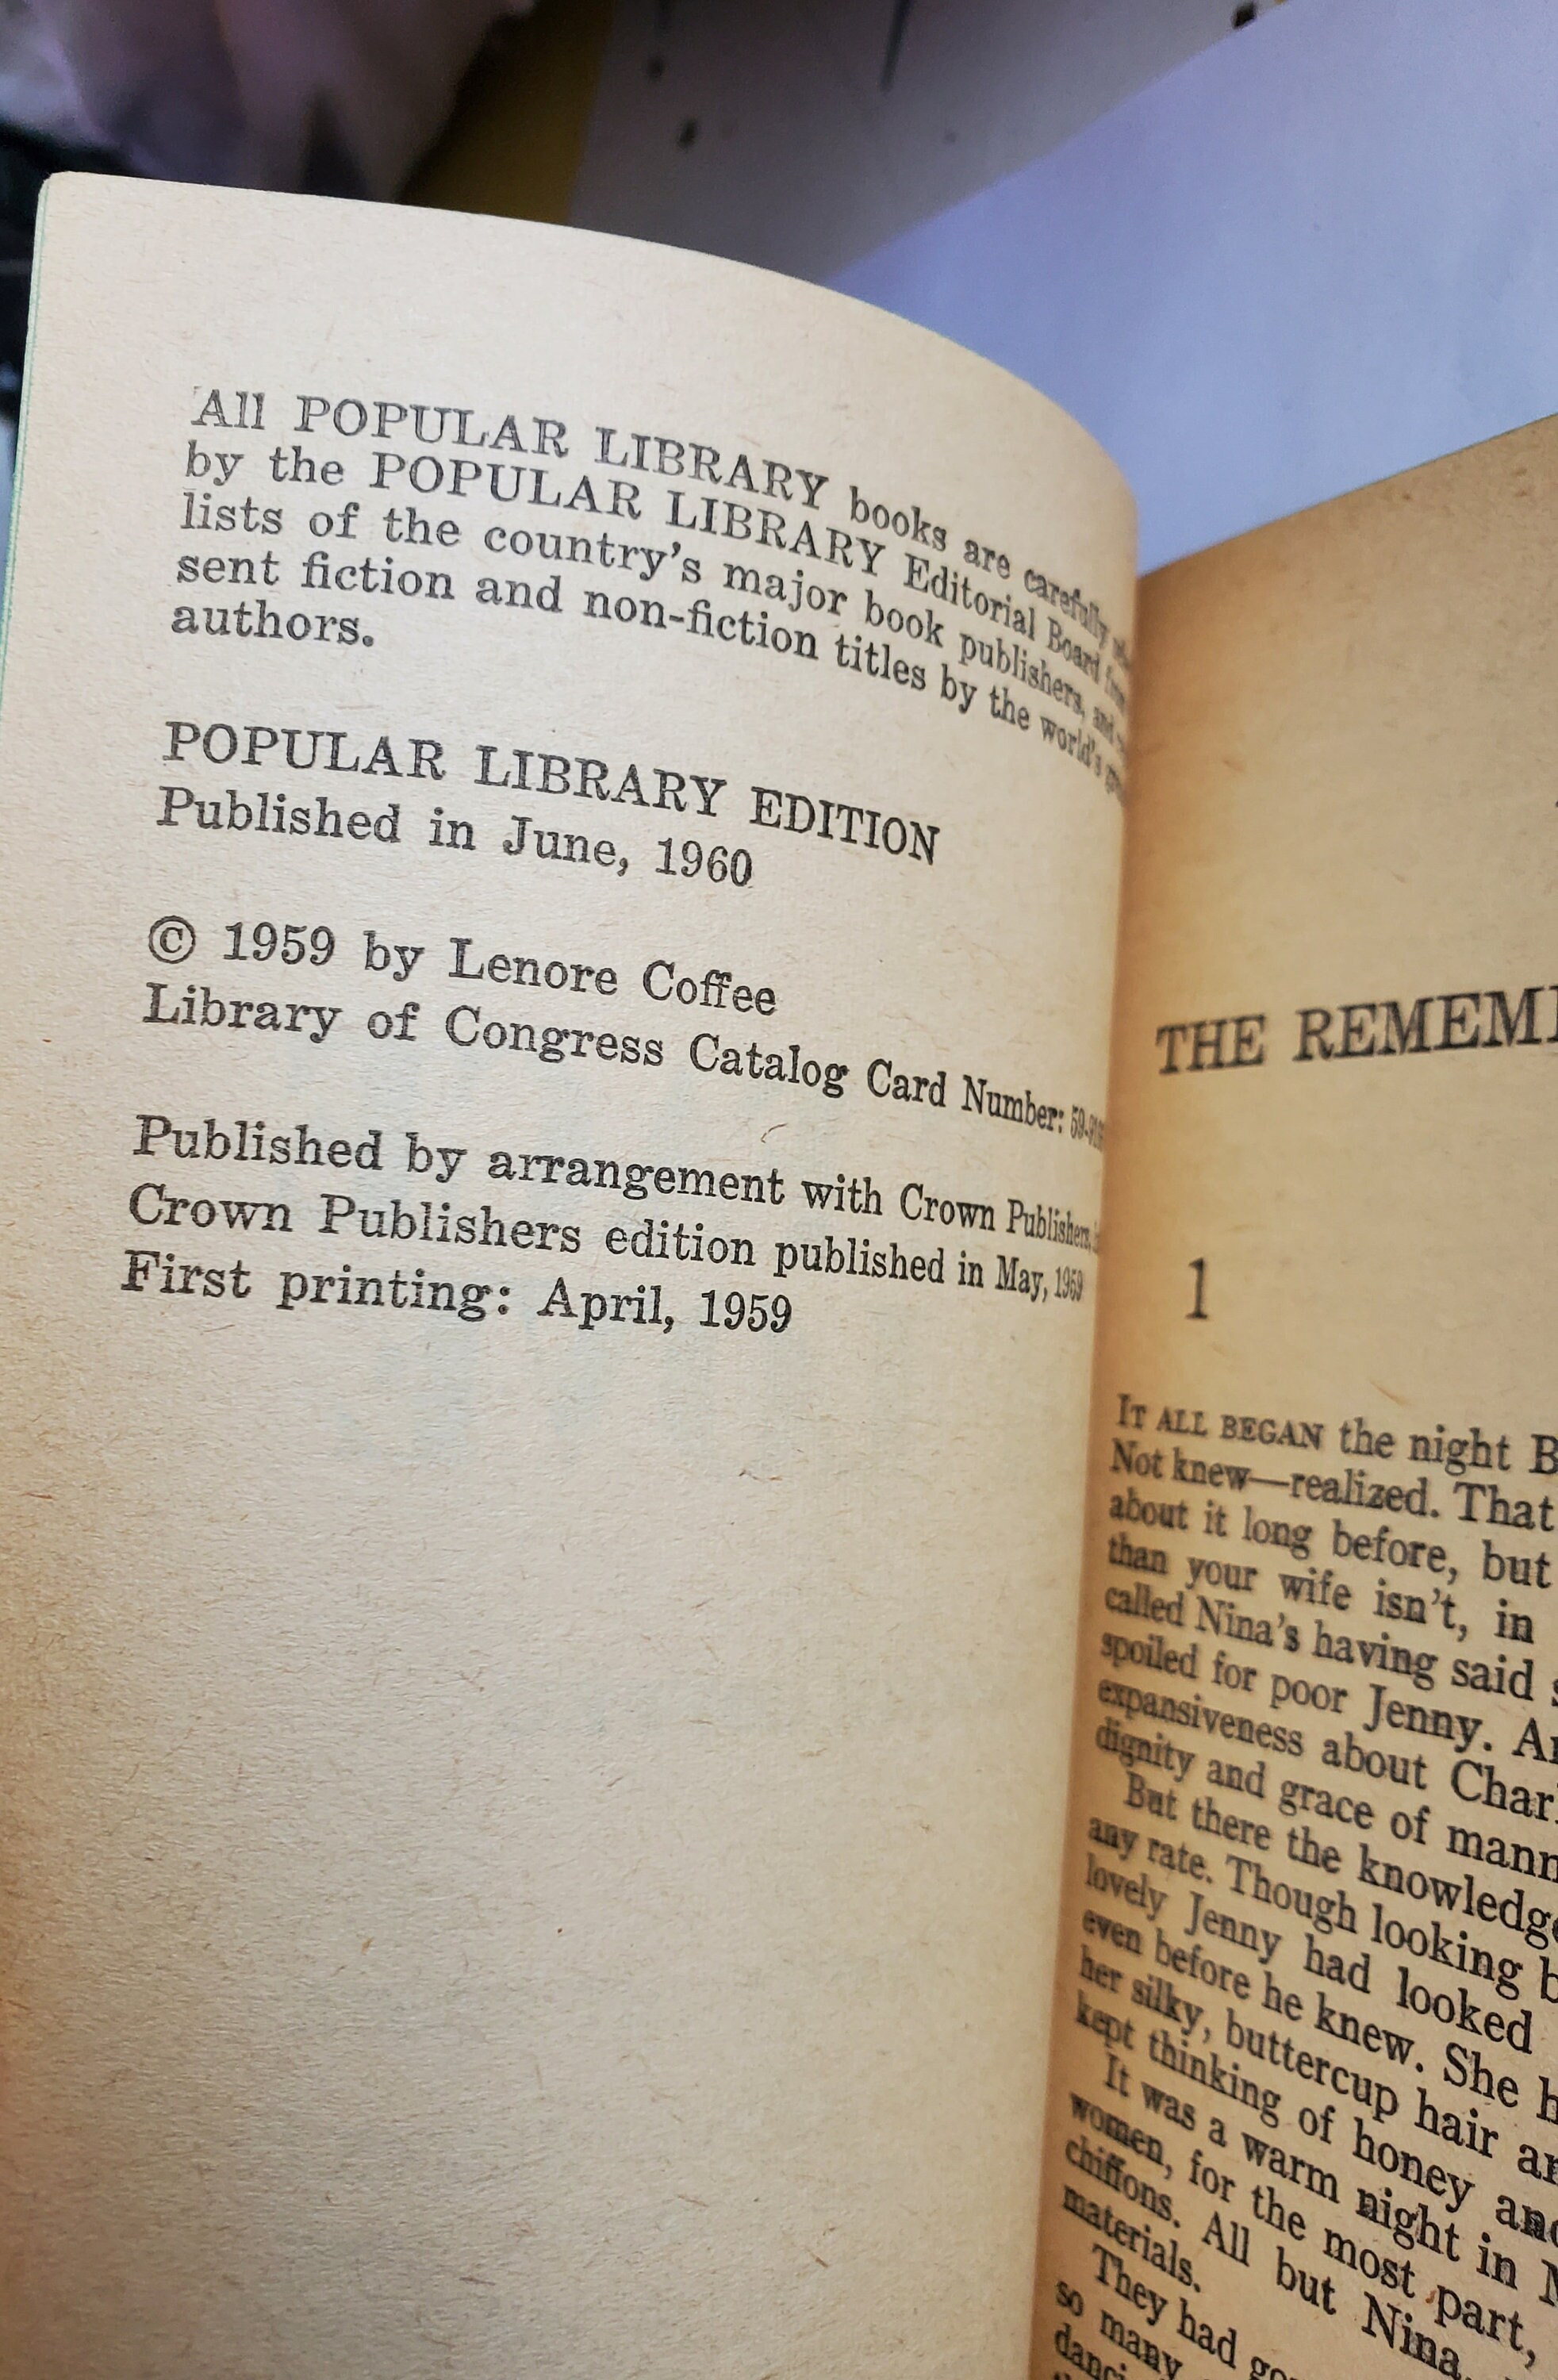 All POPULAR LIBRARY books are carefully
by the POPULAR LIBRARY Editorial Board from
lists of the country's major book publishers, and
sent fiction and non-fiction titles by the world's
authors.
POPULAR LIBRARY EDITION
Published in June, 1960
© 1959 by Lenore Coffee
Library of Congress Catalog Card Number:
Published by arrangement with Crown Publishers,
Crown Publishers edition published in May, 1959
First printing: April, 1959
THE
1
IT ALL BEGAN the night
Not knew—realized. That
about it long before, but
than your wife isn't, in
called Nina's having said
spoiled for poor Jenny.
expansiveness about
dignity and grace of
But there the
any rate. Though looking
lovely Jenny had looked
even before he knew. She
her silky, buttercup hair
kept thinking of honey
It was a warm night in
women, for the most part,
chiffons. All but Nina
materials.
They had
so many